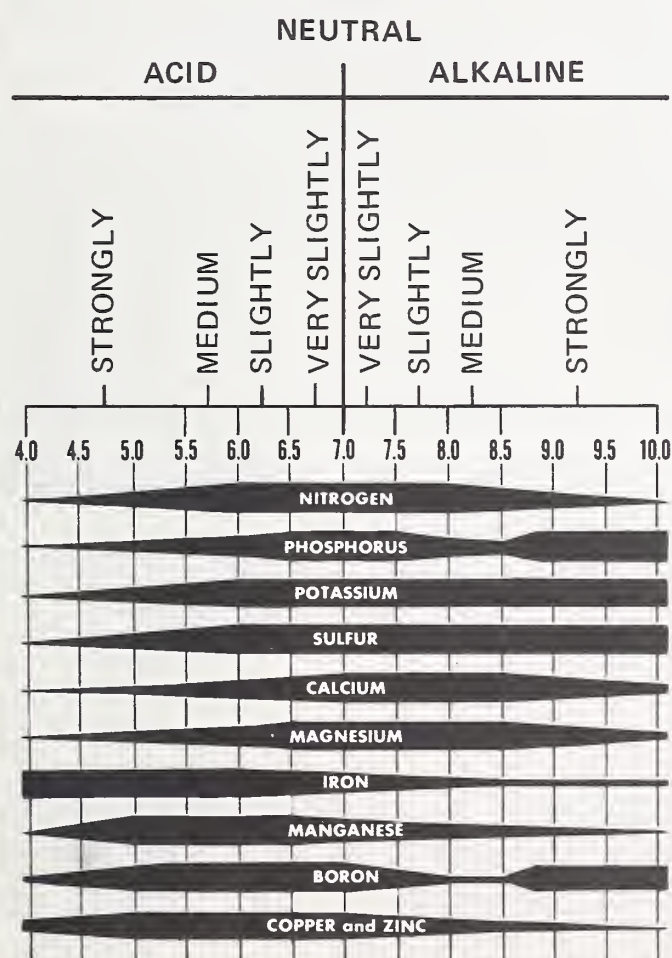 NEUTRAL
ACID ALKALINE
STRONGLY MEDIUM SLIGHTLY VERY SLIGHTLY VERY SLIGHTLY SLIGHTLY MEDIUM STRONGLY
4.0 4.5 5.0 5.5 6.0 6.5 7.0 7.5 8.0 8.5 9.0 9.5 10.0
NITROGEN
PHOSPHORUS
POTASSIUM
SULFUR
CALCIUM
MAGNESIUM
IRON
MANGANESE
BORON
COPPER and ZINC